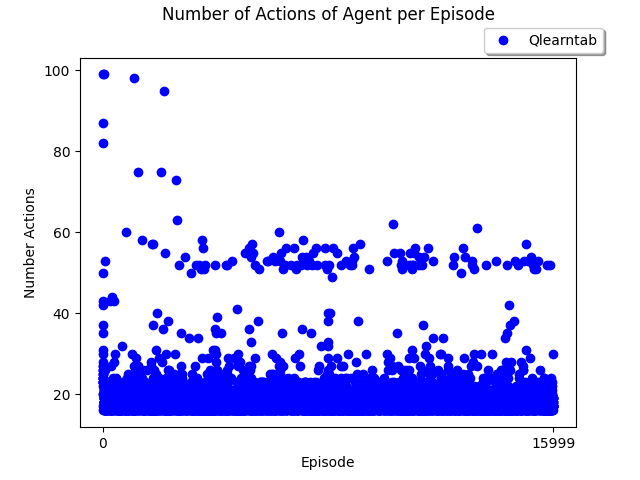 Number of Actions of Agent per Episode
Qlearntab
100
80
60
40
20
Number Actions
0
15999
Episode